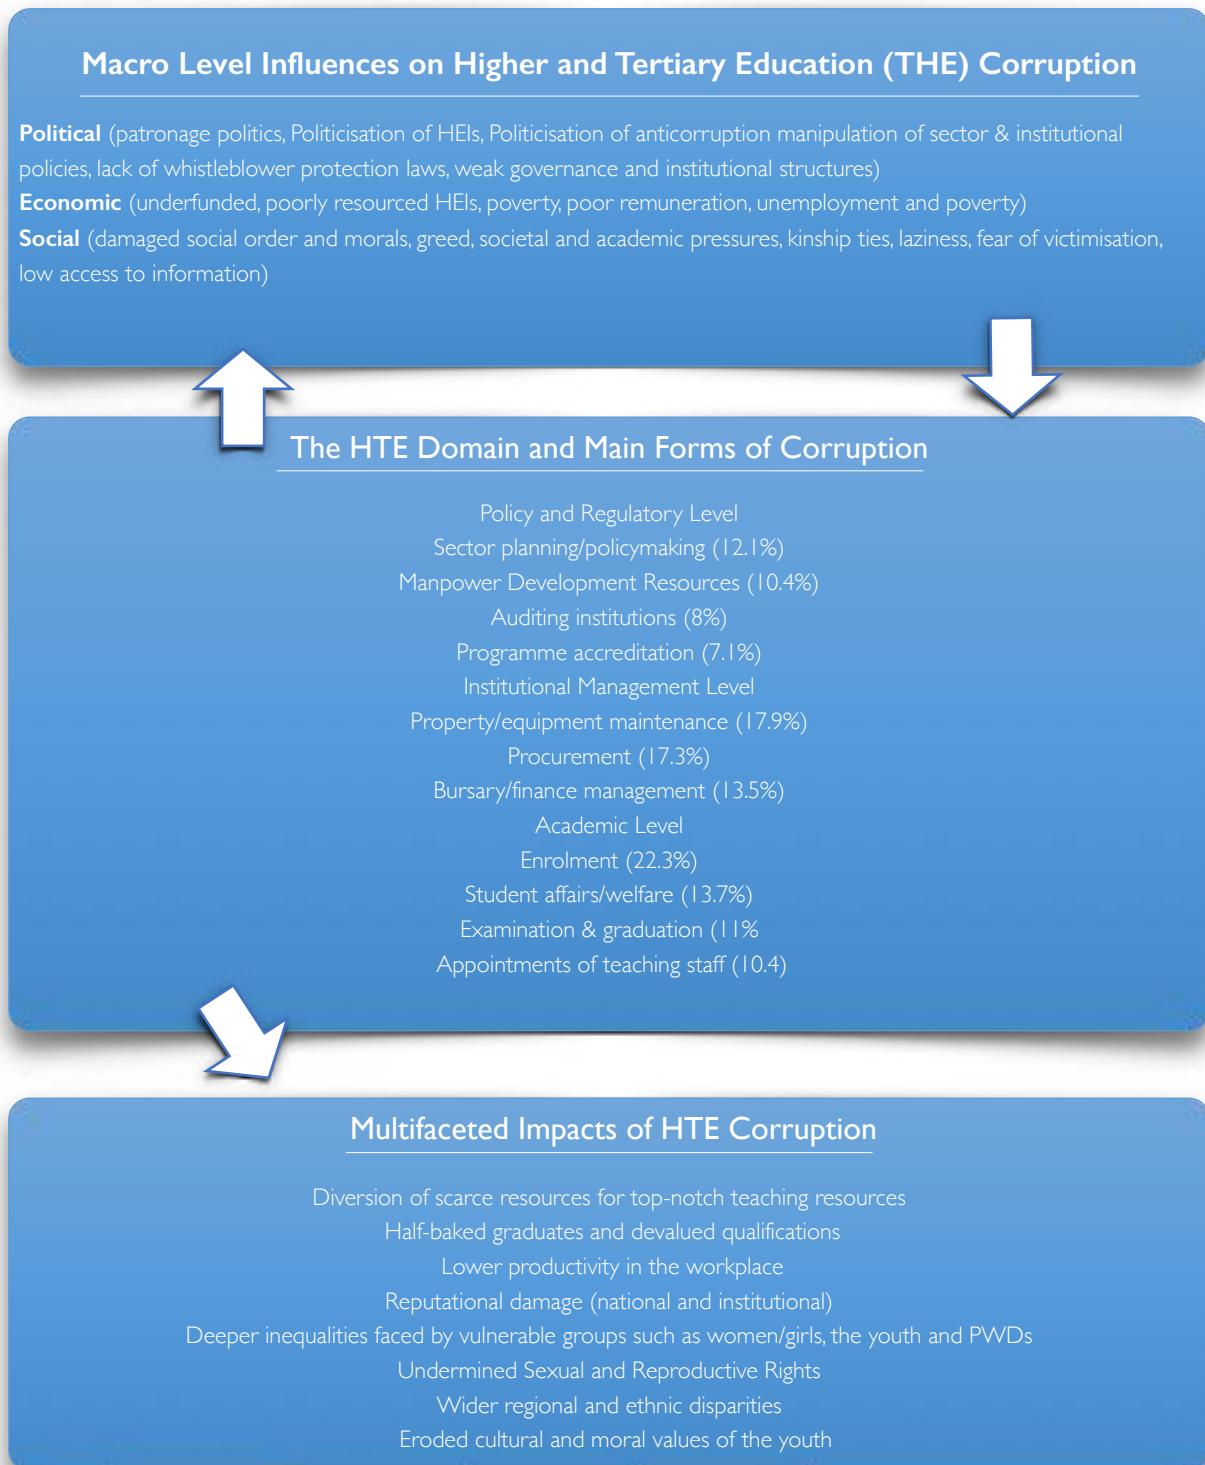 Macro Level Influences on Higher and Tertiary Education (THE) Corruption
Political (patronage politics, Politicisation of HEIs, Politicisation of anticorruption manipulation of sector & institutional
policies, lack of whistleblower protection laws, weak governance and institutional structures)
Economic (underfunded, poorly resourced HEIs, poverty, poor remuneration, unemployment and poverty)
Social (damaged social order and morals, greed, societal and academic pressures, kinship ties, laziness, fear of victimisation,
low access to information)
The HTE Domain and Main Forms of Corruption
Policy and Regulatory Level
Sector planning/policymaking (12.1%)
Manpower Development Resources (10.4%)
Auditing institutions (8%)
Programme accreditation (7.1%)
Institutional Management Level
Property/equipment maintenance (17.9%)
Procurement (17.3%)
Bursary/finance management (13.5%)
Academic Level
Enrolment (22.3%)
Student affairs/welfare (13.7%)
Examination & graduation (11%
Appointments of teaching staff (10.4)
Multifaceted Impacts of HTE Corruption
Diversion of scarce resources for top-notch teaching resources
Half-baked graduates and devalued qualifications
Lower productivity in the workplace
Reputational damage (national and institutional)
Deeper inequalities faced by vulnerable groups such as women/girls, the youth and PWDs
Undermined Sexual and Reproductive Rights
Wider regional and ethnic disparities
Eroded cultural and moral values of the youth